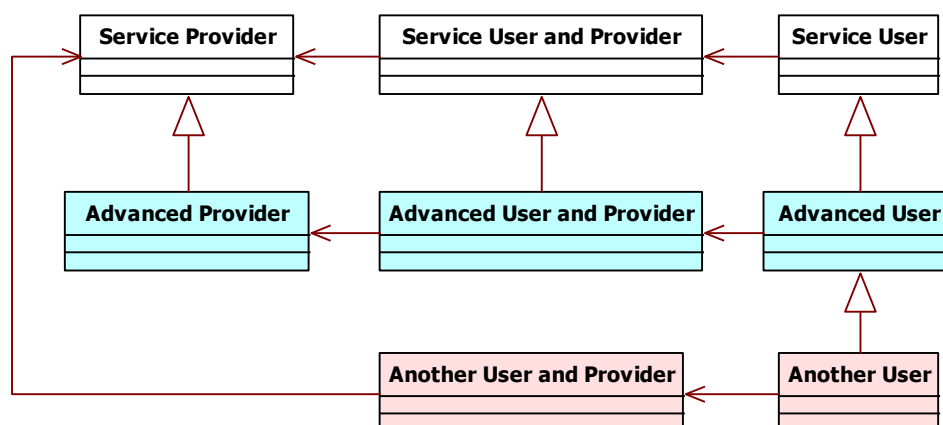 Service Provider
Service User and Provider
Service User
Advanced Provider
Advanced User and Provider
Advanced User
Another User and Provider
Another User